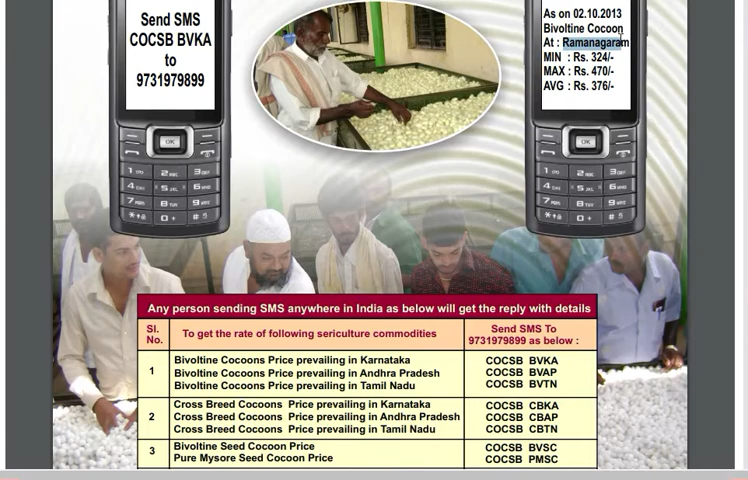 Send SMS
COCSB BVKA
to
9731979899
As on 02.10.2013
Bivoltine Cocoon
At : Ramanagaram
MIN : Rs. 324/-
MAX : Rs. 470/-
AVG : Rs. 376/-
OK
OK
Any person sending SMS anywhere in India as below will get the reply with details
Sl. No.
To get the rate of following sericulture commodities
Send SMS To
9731979899 as below :
1
Bivoltine Cocoons Price prevailing in Karnataka
COCSB BVKA
Bivoltine Cocoons Price prevailing in Andhra Pradesh
COCSB BVAP
Bivoltine Cocoons Price prevailing in Tamil Nadu
COCSB BVTN
2
Cross Breed Cocoons Price prevailing in Karnataka
COCSB CBKA
Cross Breed Cocoons Price prevailing in Andhra Pradesh
COCSB CBAP
Cross Breed Cocoons Price prevailing in Tamil Nadu
COCSB CBTN
3
Bivoltine Seed Cocoon Price
COCSB BVSC
Pure Mysore Seed Cocoon Price
COCSB PMSC